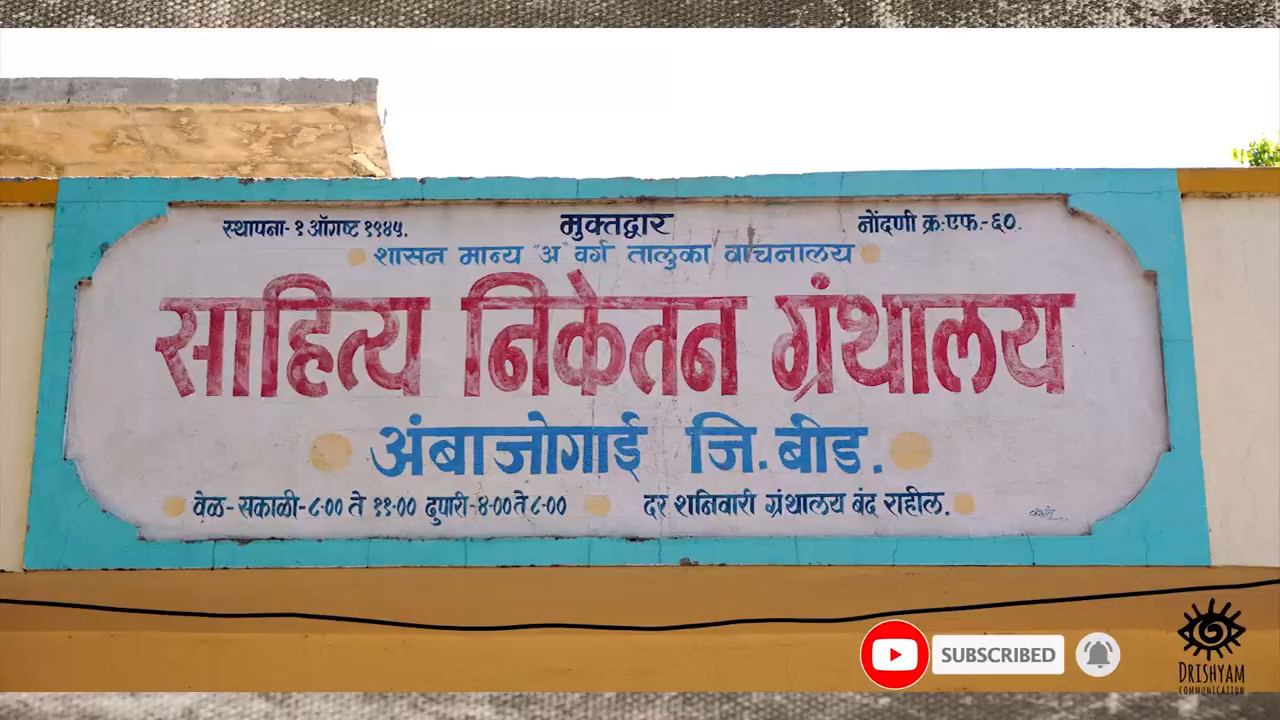 स्थापना- १ ऑगष्ट १९४५. मुक्तद्वार नोंदणी क्र:एफ.-६०.
शासन मान्य "अ" वर्ग तालुका वाचनालय
साहित्य निकेतन ग्रंथालय
अंबाजोगाई जि. बीड.
वेळ- सकाळी-८-०० ते ११-०० दुपारी-४-०० ते ८-०० दर शनिवारी ग्रंथालय बंद राहील.
SUBSCRIBED
DRISHYAM
COMMUNICATION